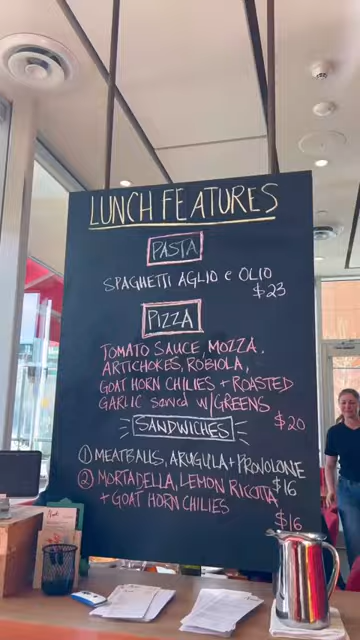 LUNCH FEATURES
PASTA
SPAGHETTI AGLIO e OLIO
$23
PIZZA
TOMATO SAUCE, MOZZA,
ARTICHOKES, ROBIOLA,
GOAT HORN CHILIES + ROASTED
GARLIC served w/GREENS
$20
SANDWICHES
① MEATBALLS, ARUGULA + PROVOLONE
$16
② MORTADELLA, LEMON RICOTTA
+ GOAT HORN CHILIES
$16